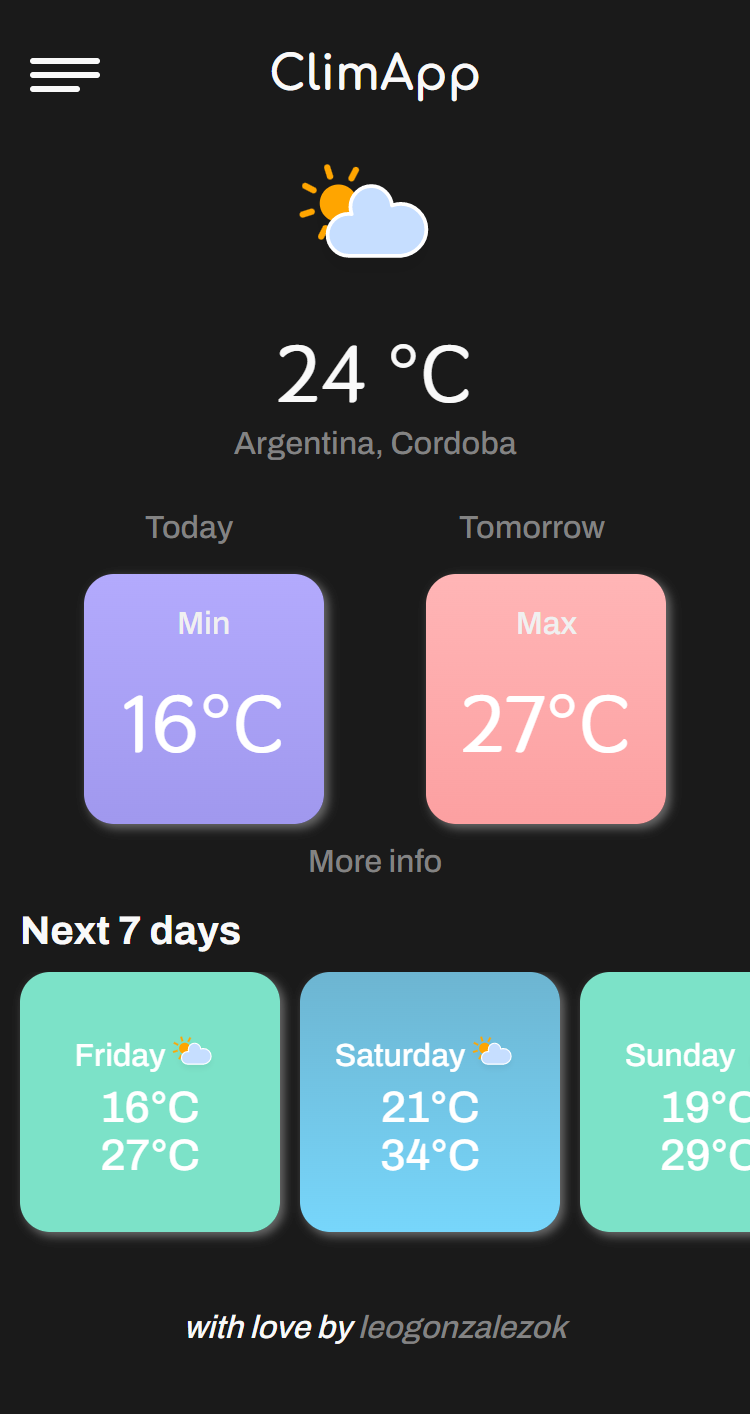 ClimApp
24 °C
Argentina, Cordoba
Today Tomorrow
Min Max
16°C 27°C
More info
Next 7 days
Friday Saturday Sunday
16°C 21°C 19°C
27°C 34°C 29°C
with love by leogonzalezok